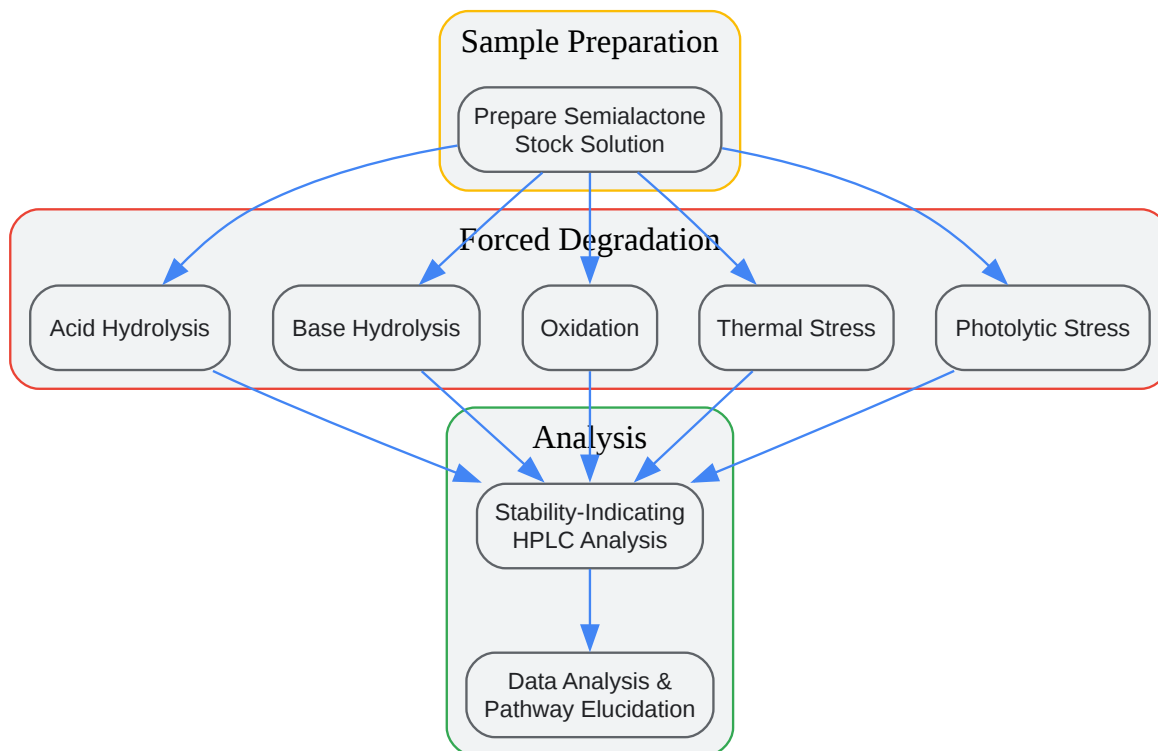 Sample Preparation
Prepare Semialactone
Stock Solution
Forced Degradation
Acid Hydrolysis
Base Hydrolysis
Oxidation
Thermal Stress
Photolytic Stress
Analysis
Stability-Indicating
HPLC Analysis
Data Analysis &
Pathway Elucidation